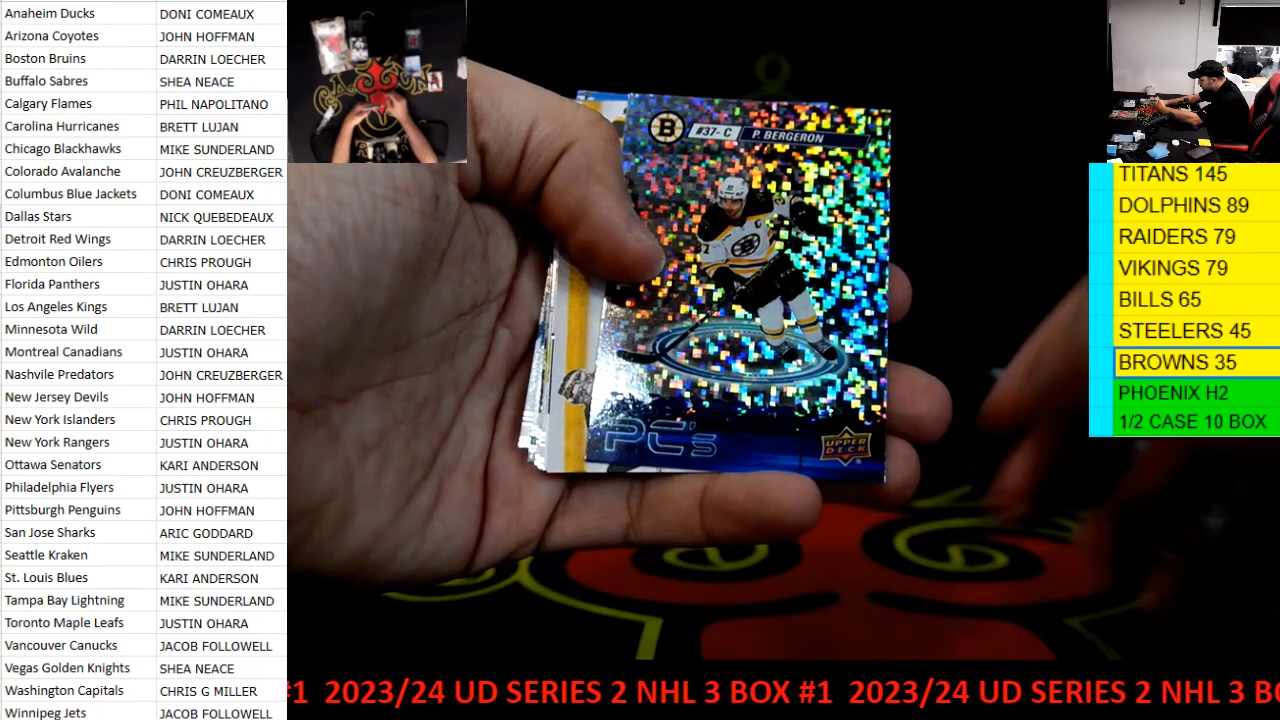 Anaheim Ducks DONI COMEAUX
Arizona Coyotes JOHN HOFFMAN
Boston Bruins DARRIN LOECHER
Buffalo Sabres SHEA NEACE
Calgary Flames PHIL NAPOLITANO
Carolina Hurricanes BRETT LUJAN
Chicago Blackhawks MIKE SUNDERLAND
Colorado Avalanche JOHN CREUZBERGER
Columbus Blue Jackets DONI COMEAUX
Dallas Stars NICK QUEBEDEAUX
Detroit Red Wings DARRIN LOECHER
Edmonton Oilers CHRIS PROUGH
Florida Panthers JUSTIN OHARA
Los Angeles Kings BRETT LUJAN
Minnesota Wild DARRIN LOECHER
Montreal Canadians JUSTIN OHARA
Nashvile Predators JOHN CREUZBERGER
New Jersey Devils JOHN HOFFMAN
New York Islanders CHRIS PROUGH
New York Rangers JUSTIN OHARA
Ottawa Senators KARI ANDERSON
Philadelphia Flyers JUSTIN OHARA
Pittsburgh Penguins JOHN HOFFMAN
San Jose Sharks ARIC GODDARD
Seattle Kraken MIKE SUNDERLAND
St. Louis Blues KARI ANDERSON
Tampa Bay Lightning MIKE SUNDERLAND
Toronto Maple Leafs JUSTIN OHARA
Vancouver Canucks JACOB FOLLOWELL
Vegas Golden Knights SHEA NEACE
Washington Capitals CHRIS G MILLER
Winnipeg Jets JACOB FOLLOWELL
B #37- C P. BERGERON
PC's
UPPER DECK
TITANS 145
DOLPHINS 89
RAIDERS 79
VIKINGS 79
BILLS 65
STEELERS 45
BROWNS 35
PHOENIX H2
1/2 CASE 10 BOX
#1 2023/24 UD SERIES 2 NHL 3 BOX #1 2023/24 UD SERIES 2 NHL 3 BO